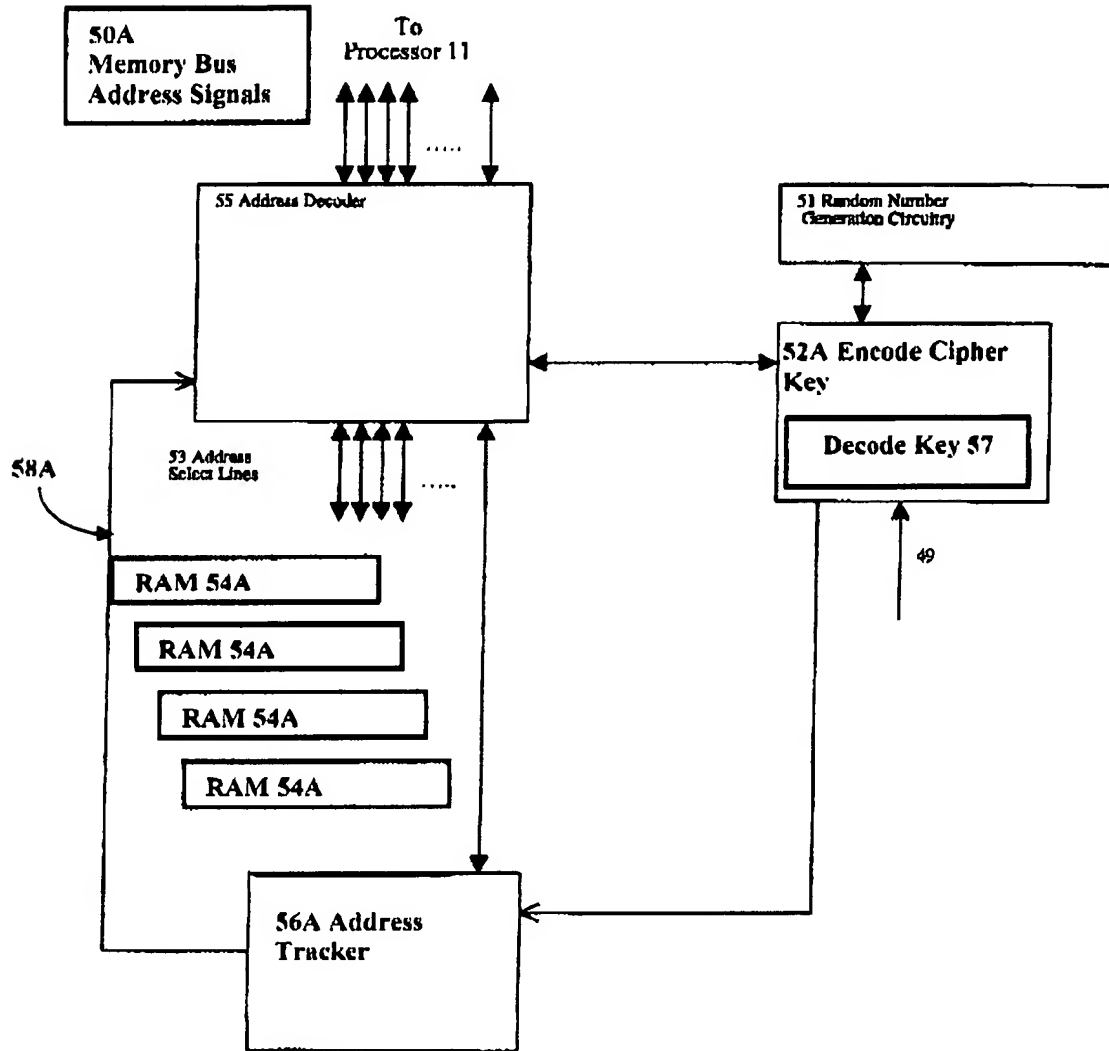 50A
Memory Bus
Address Signals
To
Processor 11
.....
55 Address Decoder
51 Random Number
Generation Circuitry
52A Encode Cipher
Key
Decode Key 57
53 Address
Select Lines
.....
58A
49
RAM 54A
RAM 54A
RAM 54A
RAM 54A
56A Address
Tracker